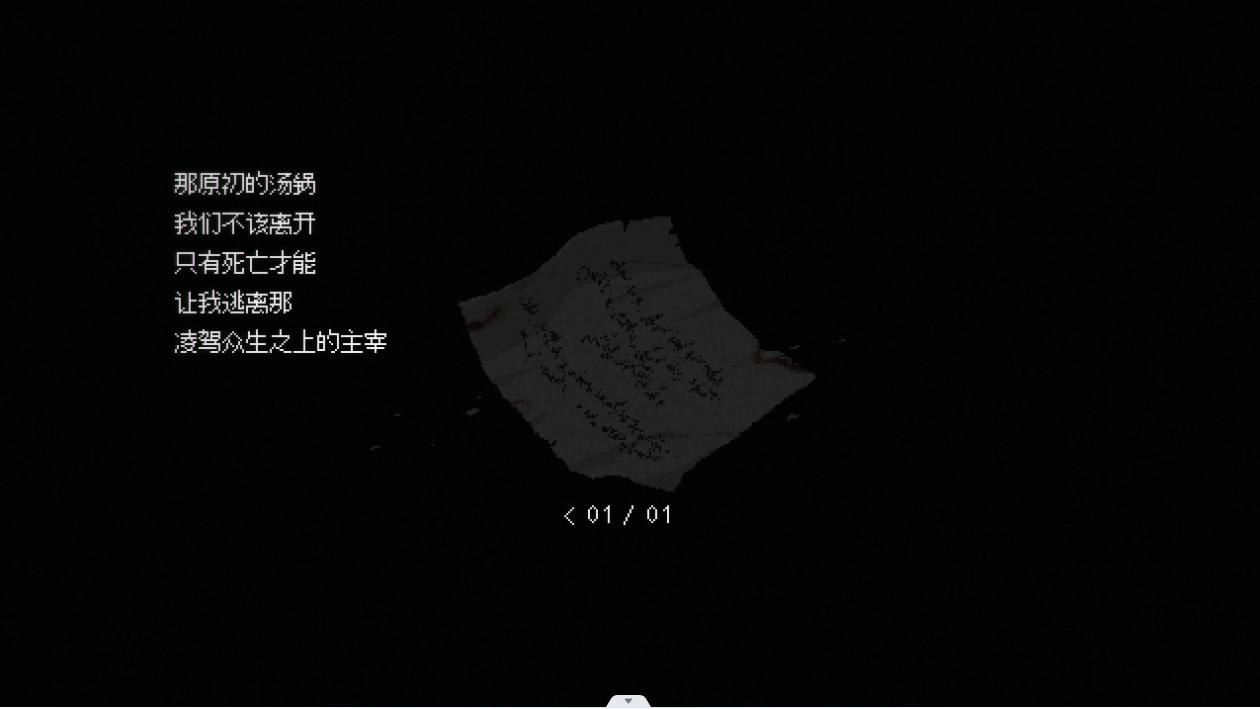 那原初的汤锅
我们不该离开
只有死亡才能
让我逃离那
凌驾众生之上的主宰
< 01 / 01